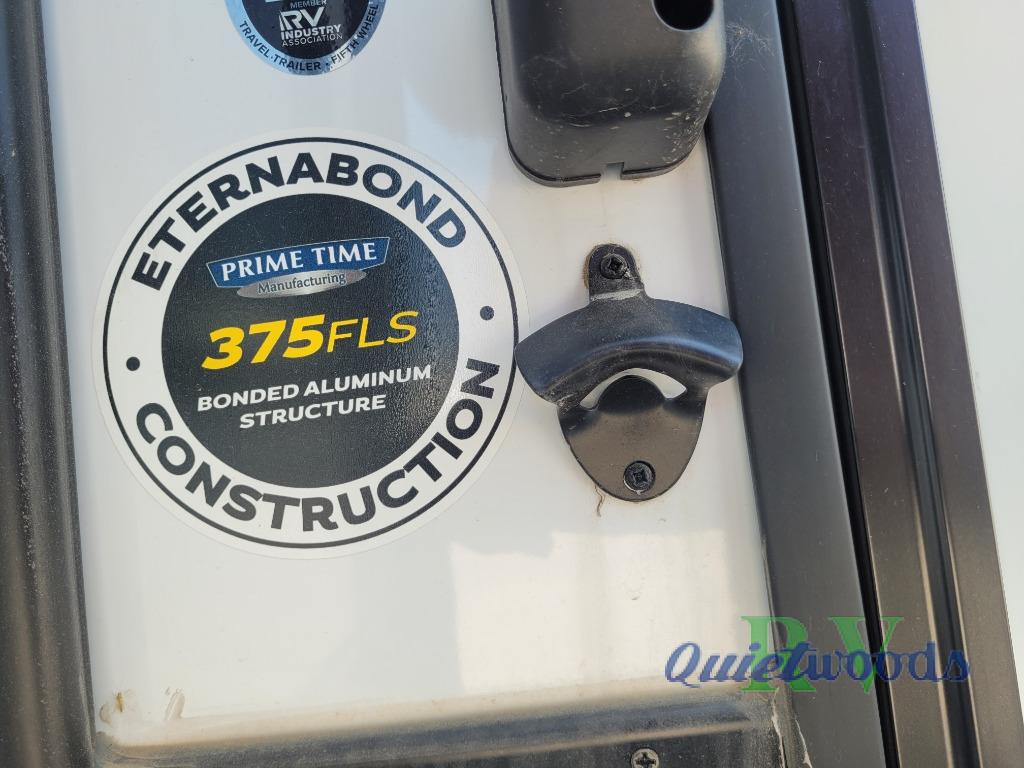 MEMBER
RV
INDUSTRY
ASSOCIATION
TRAVEL TRAILER • FIFTH WHEEL
ETERNABOND
PRIME TIME
Manufacturing
375FLS
BONDED ALUMINUM
STRUCTURE
CONSTRUCTION
RV
Quietwoods